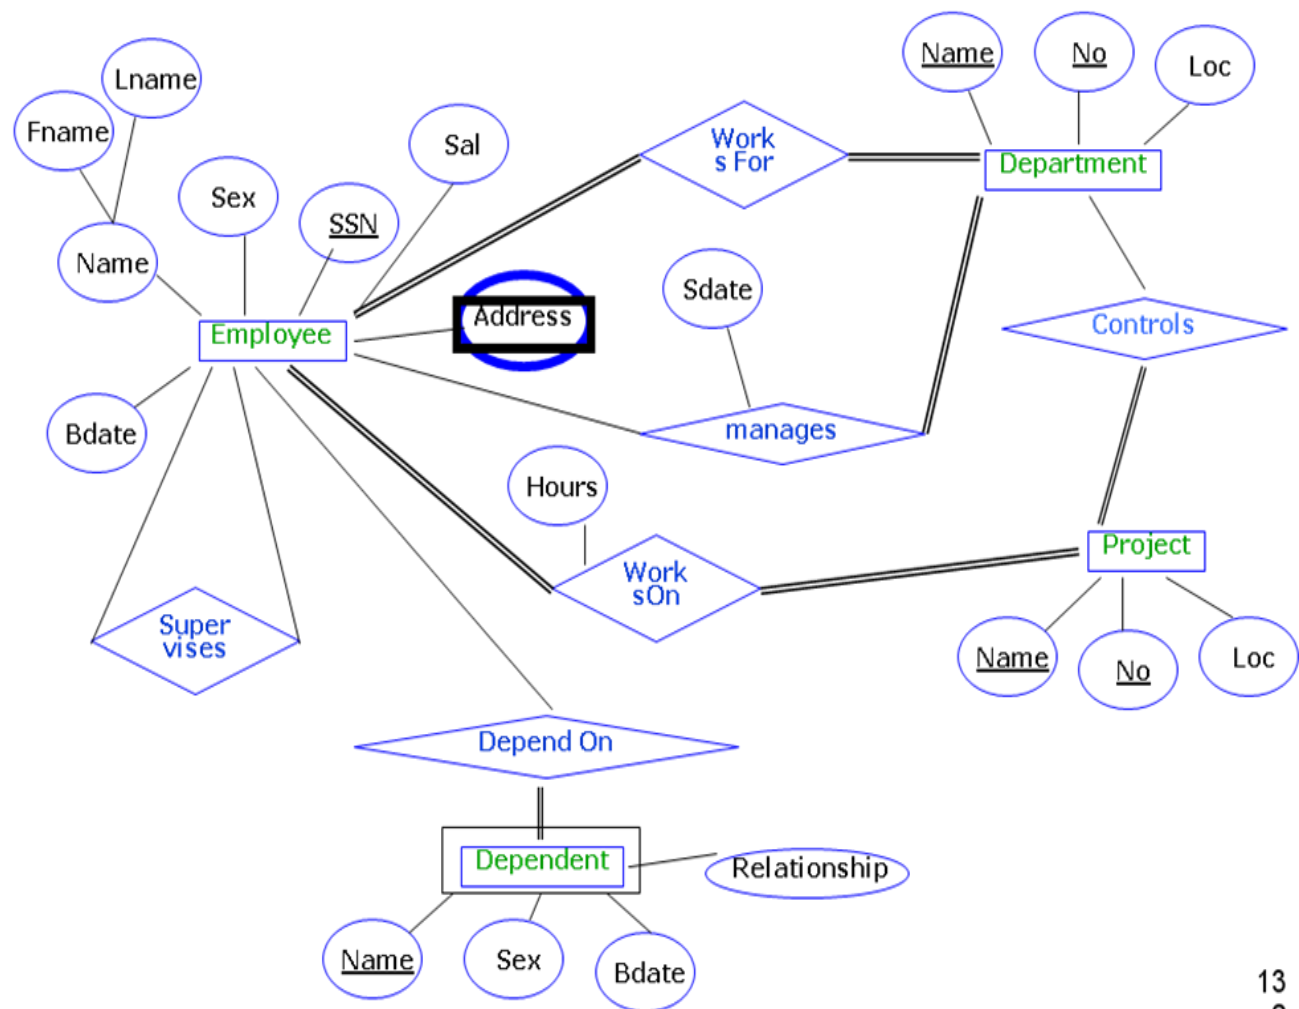 Name
No
Loc
Lname
Fname
Sal
Work
s For
Department
Sex
SSN
Name
Sdate
Address
Employee
Controls
Bdate
manages
Hours
Project
Work
sOn
Super
vises
Name
No
Loc
Depend On
Dependent
Relationship
Name
Sex
Bdate
13